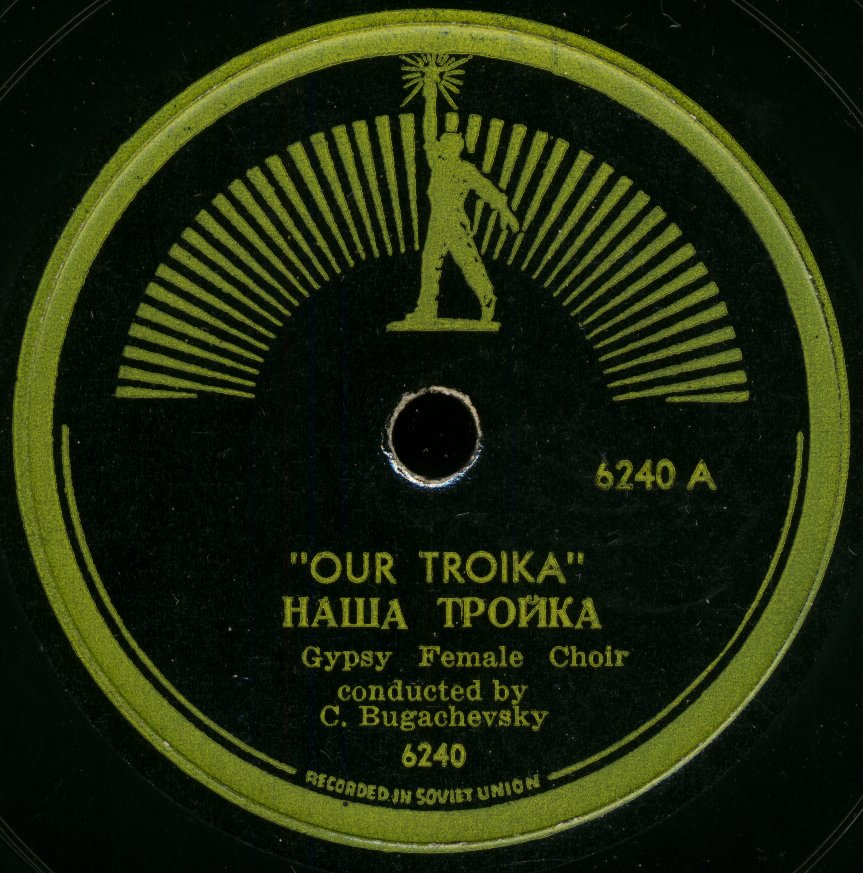 6240 A
"OUR TROIKA"
НАША ТРОЙКА
Gypsy Female Choir
conducted by
C. Bugachevsky
6240
RECORDED IN SOVIET UNION